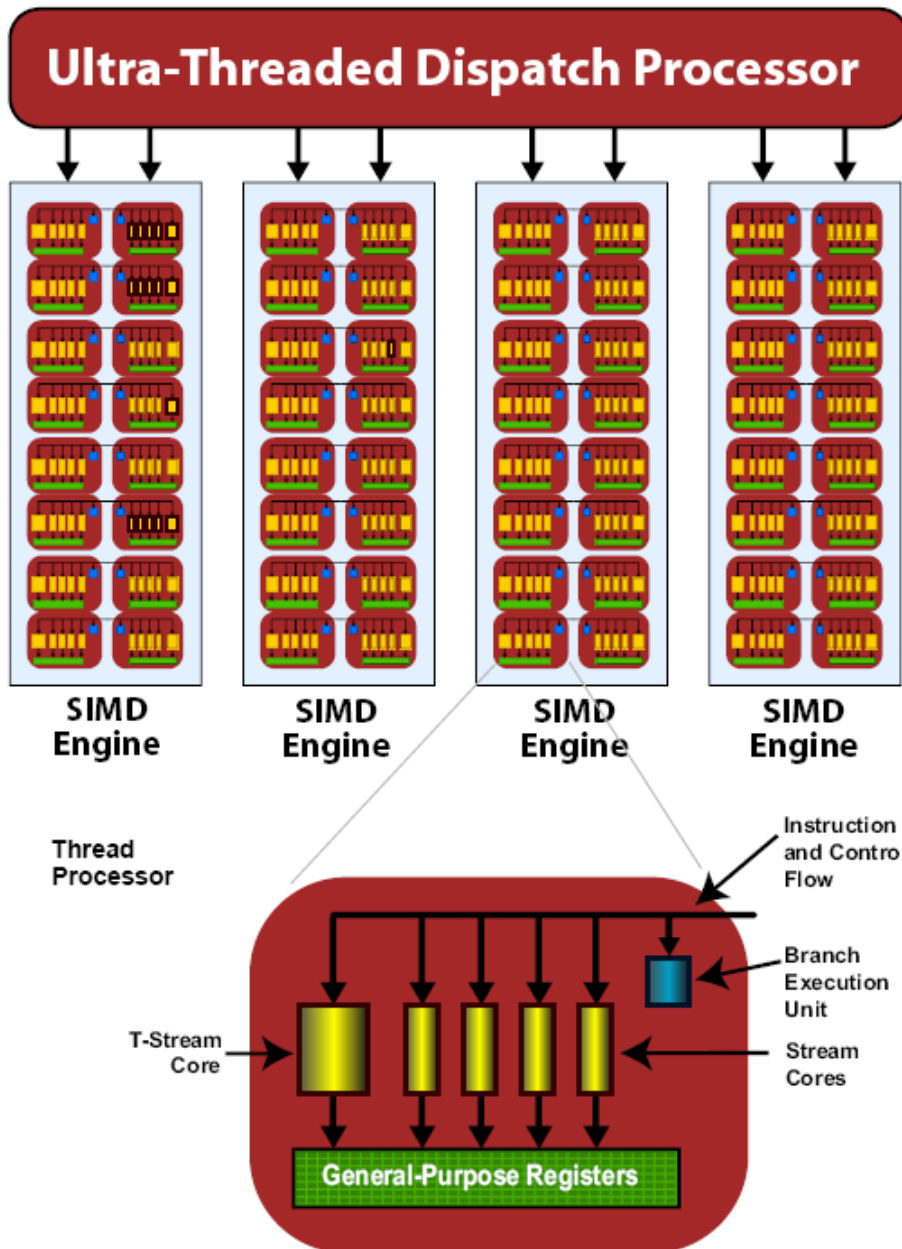 Ultra-Threaded Dispatch Processor
SIMD
Engine
SIMD
Engine
SIMD
Engine
SIMD
Engine
Thread
Processor
Instruction
and Contro
Flow
Branch
Execution
Unit
T-Stream
Core
Stream
Cores
General-Purpose Registers